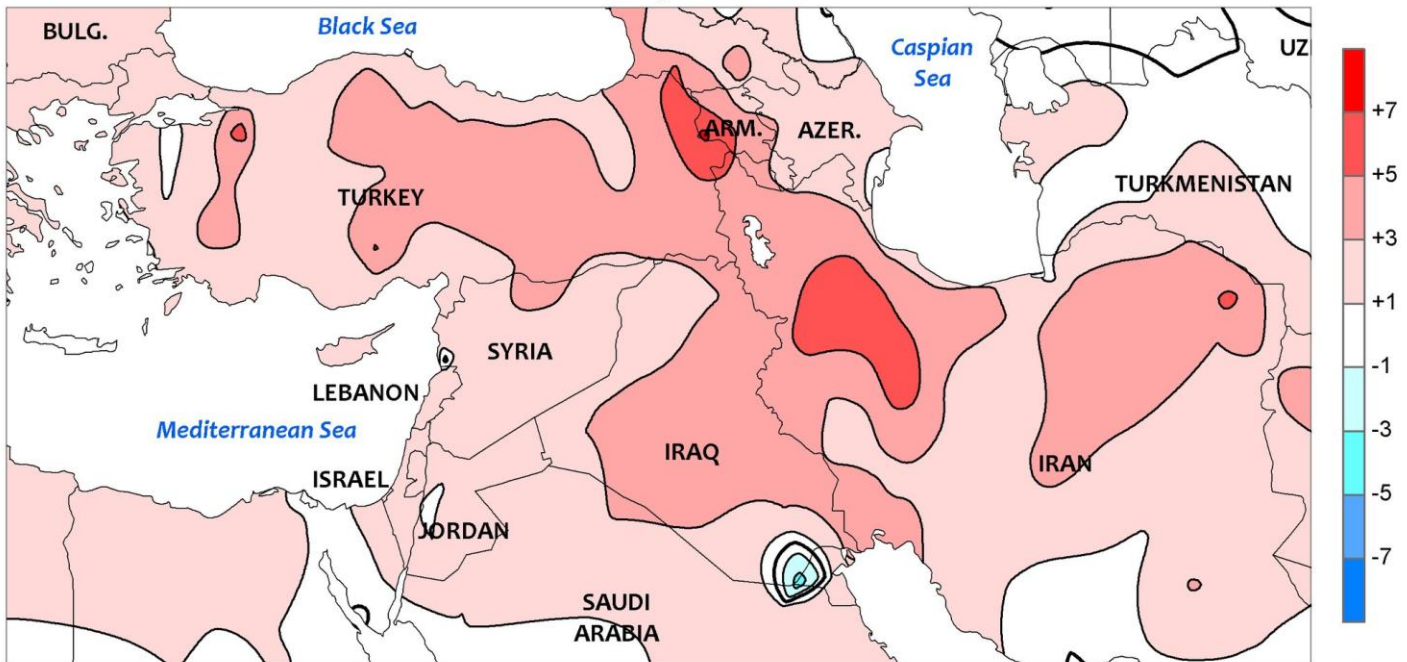 BULG.
Black Sea
Caspian
Sea
UZ
ARM.
AZER.
TURKEY
TURKMENISTAN
SYRIA
LEBANON
Mediterranean Sea
IRAQ
IRAN
ISRAEL
JORDAN
SAUDI
ARABIA
+7
+5
+3
+1
-1
-3
-5
-7